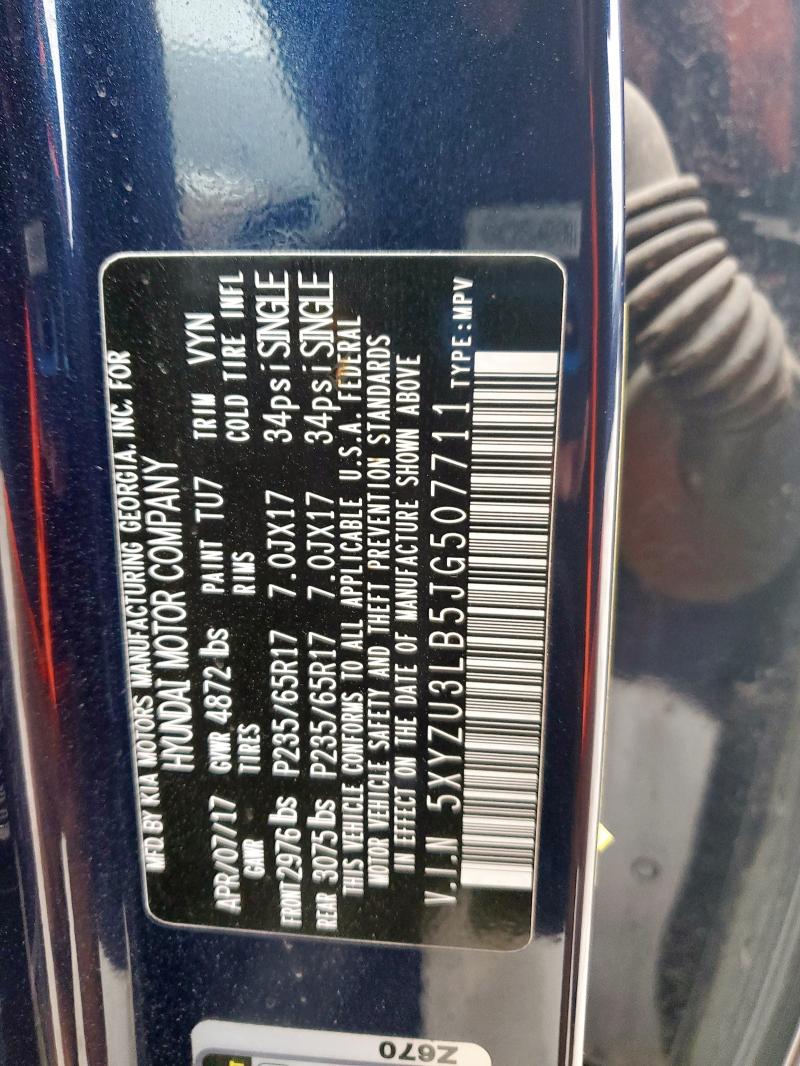 MFD BY KIA MOTORS MANUFACTURING GEORGIA. INC. FOR
HYUNDAI MOTOR COMPANY
APR/07/17 GVWR 4872 lbs PAINT TU7 TRIM VYN
GAWR TIRES RIMS COLD TIRE INFL
FRONT 2976 lbs P235/65R17 7.0JX17 34psi SINGLE
REAR 3075 lbs P235/65R17 7.0JX17 34psi SINGLE
THIS VEHICLE CONFORMS TO ALL APPLICABLE U.S.A. FEDERAL
MOTOR VEHICLE SAFETY AND THEFT PREVENTION STANDARDS
IN EFFECT ON THE DATE OF MANUFACTURE SHOWN ABOVE
V.I.N 5XYZU3LB5JG507711 TYPE:MPV
Z670